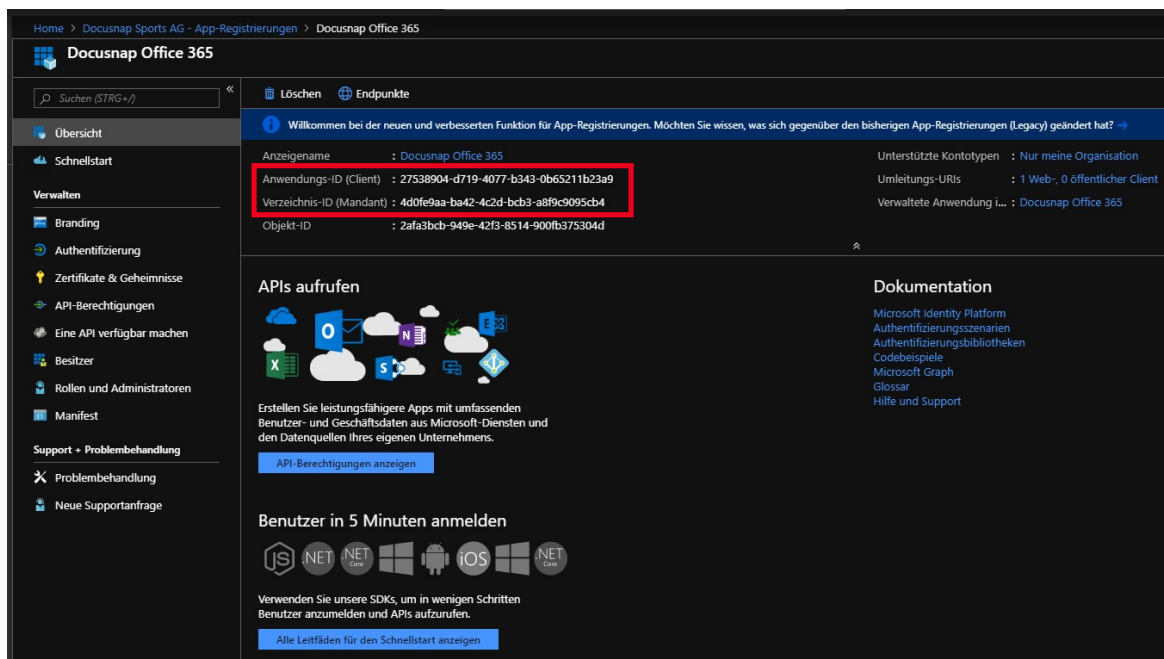 Home > Docusnap Sports AG - App-Registrierungen > Docusnap Office 365
Docusnap Office 365
Suchen (STRG+/)
«
Übersicht
Schnellstart
Verwalten
Branding
Authentifizierung
Zertifikate & Geheimnisse
API-Berechtigungen
Eine API verfügbar machen
Besitzer
Rollen und Administratoren
Manifest
Support + Problembehandlung
Problembehandlung
Neue Supportanfrage
Löschen Endpunkte
Willkommen bei der neuen und verbesserten Funktion für App-Registrierungen. Möchten Sie wissen, was sich gegenüber den bisherigen App-Registrierungen (Legacy) geändert hat? →
Anzeigename : Docusnap Office 365
Anwendungs-ID (Client) : 27538904-d719-4077-b343-0b65211b23a9
Verzeichnis-ID (Mandant) : 4d0fe9aa-ba42-4c2d-bcb3-a8f9c9095cb4
Objekt-ID : 2afa3bcb-949e-42f3-8514-900fb375304d
Unterstützte Kontotypen : Nur meine Organisation
Umleitungs-URIs : 1 Web-, 0 öffentlicher Client
Verwaltete Anwendung i... : Docusnap Office 365
APIs aufrufen
Erstellen Sie leistungsfähigere Apps mit umfassenden
Benutzer- und Geschäftsdaten aus Microsoft-Diensten und
den Datenquellen Ihres eigenen Unternehmens.
API-Berechtigungen anzeigen
Benutzer in 5 Minuten anmelden
JS .NET .NET Core iOS .NET Core
Verwenden Sie unsere SDKs, um in wenigen Schritten
Benutzer anzumelden und APIs aufzurufen.
Alle Leitfäden für den Schnellstart anzeigen
Dokumentation
Microsoft Identity Platform
Authentifizierungsszenarien
Authentifizierungsbibliotheken
Codebeispiele
Microsoft Graph
Glossar
Hilfe und Support